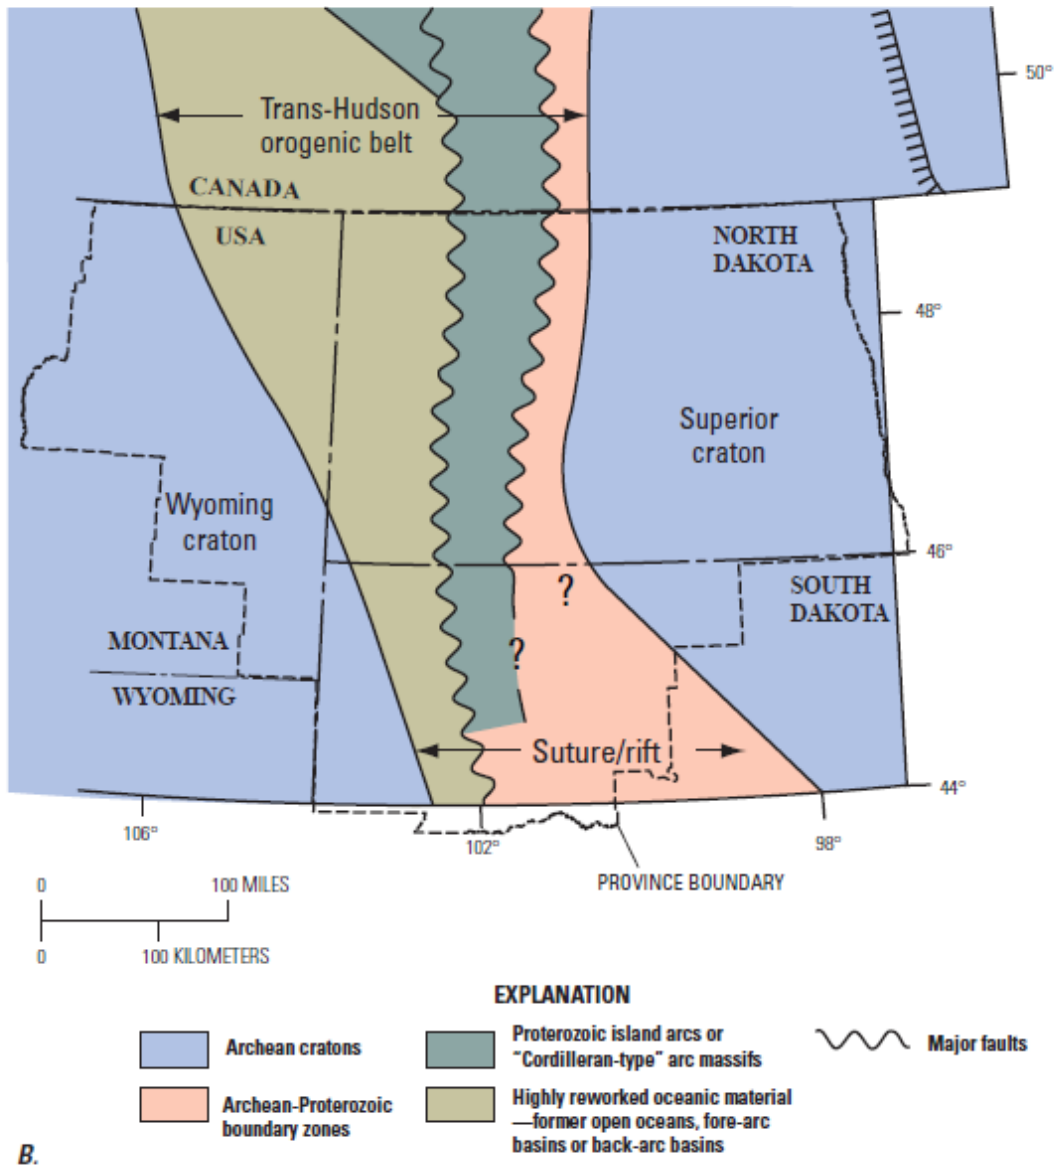 50°
Trans-Hudson
orogenic belt
CANADA
USA
NORTH
DAKOTA
48°
Superior
craton
Wyoming
craton
46°
?
SOUTH
DAKOTA
MONTANA
?
WYOMING
Suture/rift
44°
106°
102°
98°
PROVINCE BOUNDARY
0 100 MILES
0 100 KILOMETERS
EXPLANATION
Archean cratons
Archean-Proterozoic
boundary zones
Proterozoic island arcs or
"Cordilleran-type" arc massifs
Highly reworked oceanic material
—former open oceans, fore-arc
basins or back-arc basins
Major faults
B.